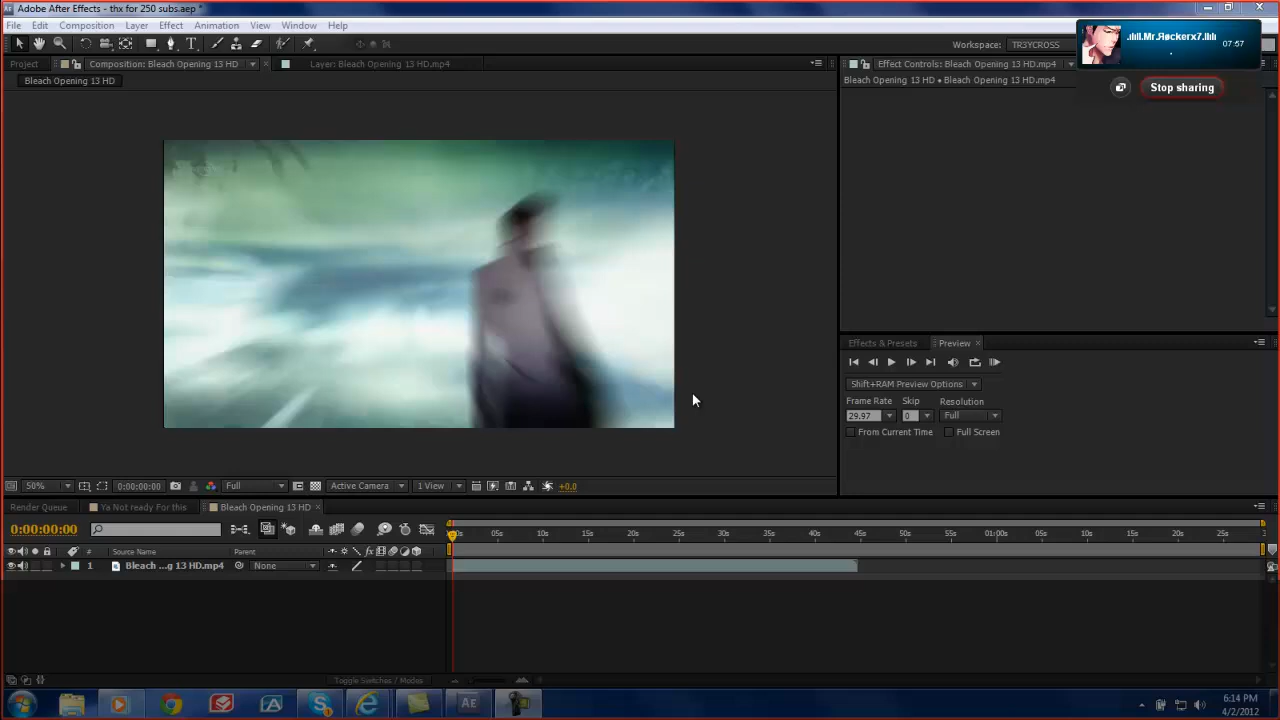 Adobe After Effects - thx for 250 subs.aep *
File Edit Composition Layer Effect Animation View Window Help
Workspace: TR3YCROSS
07:57
Stop sharing
Project Composition: Bleach Opening 13 HD Layer: Bleach Opening 13 HD.mp4
Effect Controls: Bleach Opening 13 HD.mp4
Bleach Opening 13 HD
Bleach Opening 13 HD • Bleach Opening 13 HD.mp4
Effects & Presets Preview
Shift+RAM Preview Options
Frame Rate Skip Resolution
29.97 0 Full
From Current Time Full Screen
50% 0:00:00:00 Full Active Camera 1 View +0.0
Render Queue Ya Not ready For this Bleach Opening 13 HD
0:00:00:00
05s 10s 15s 20s 25s 30s 35s 40s 45s 50s 55s 01:00s 05s 10s 15s 20s 25s
# Source Name Parent
1 Bleach ...g 13 HD.mp4 None
Toggle Switches / Modes
6:14 PM
4/2/2012